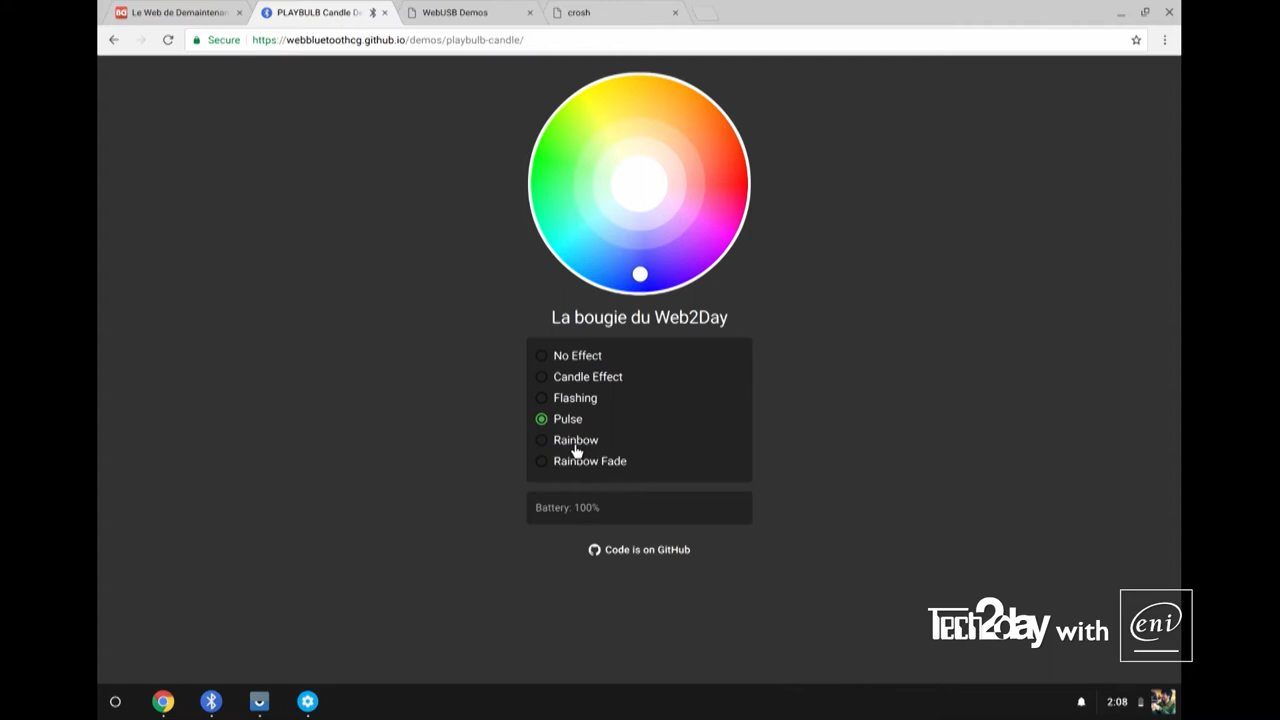 Le Web de Demaintenan
PLAYBULB Candle De
WebUSB Demos
crosh
Secure
https://webbluetoothcg.github.io/demos/playbulb-candle/
La bougie du Web2Day
No Effect
Candle Effect
Flashing
Pulse
Rainbow
Rainbow Fade
Battery: 100%
Code is on GitHub
Tech2day with eni
2:08